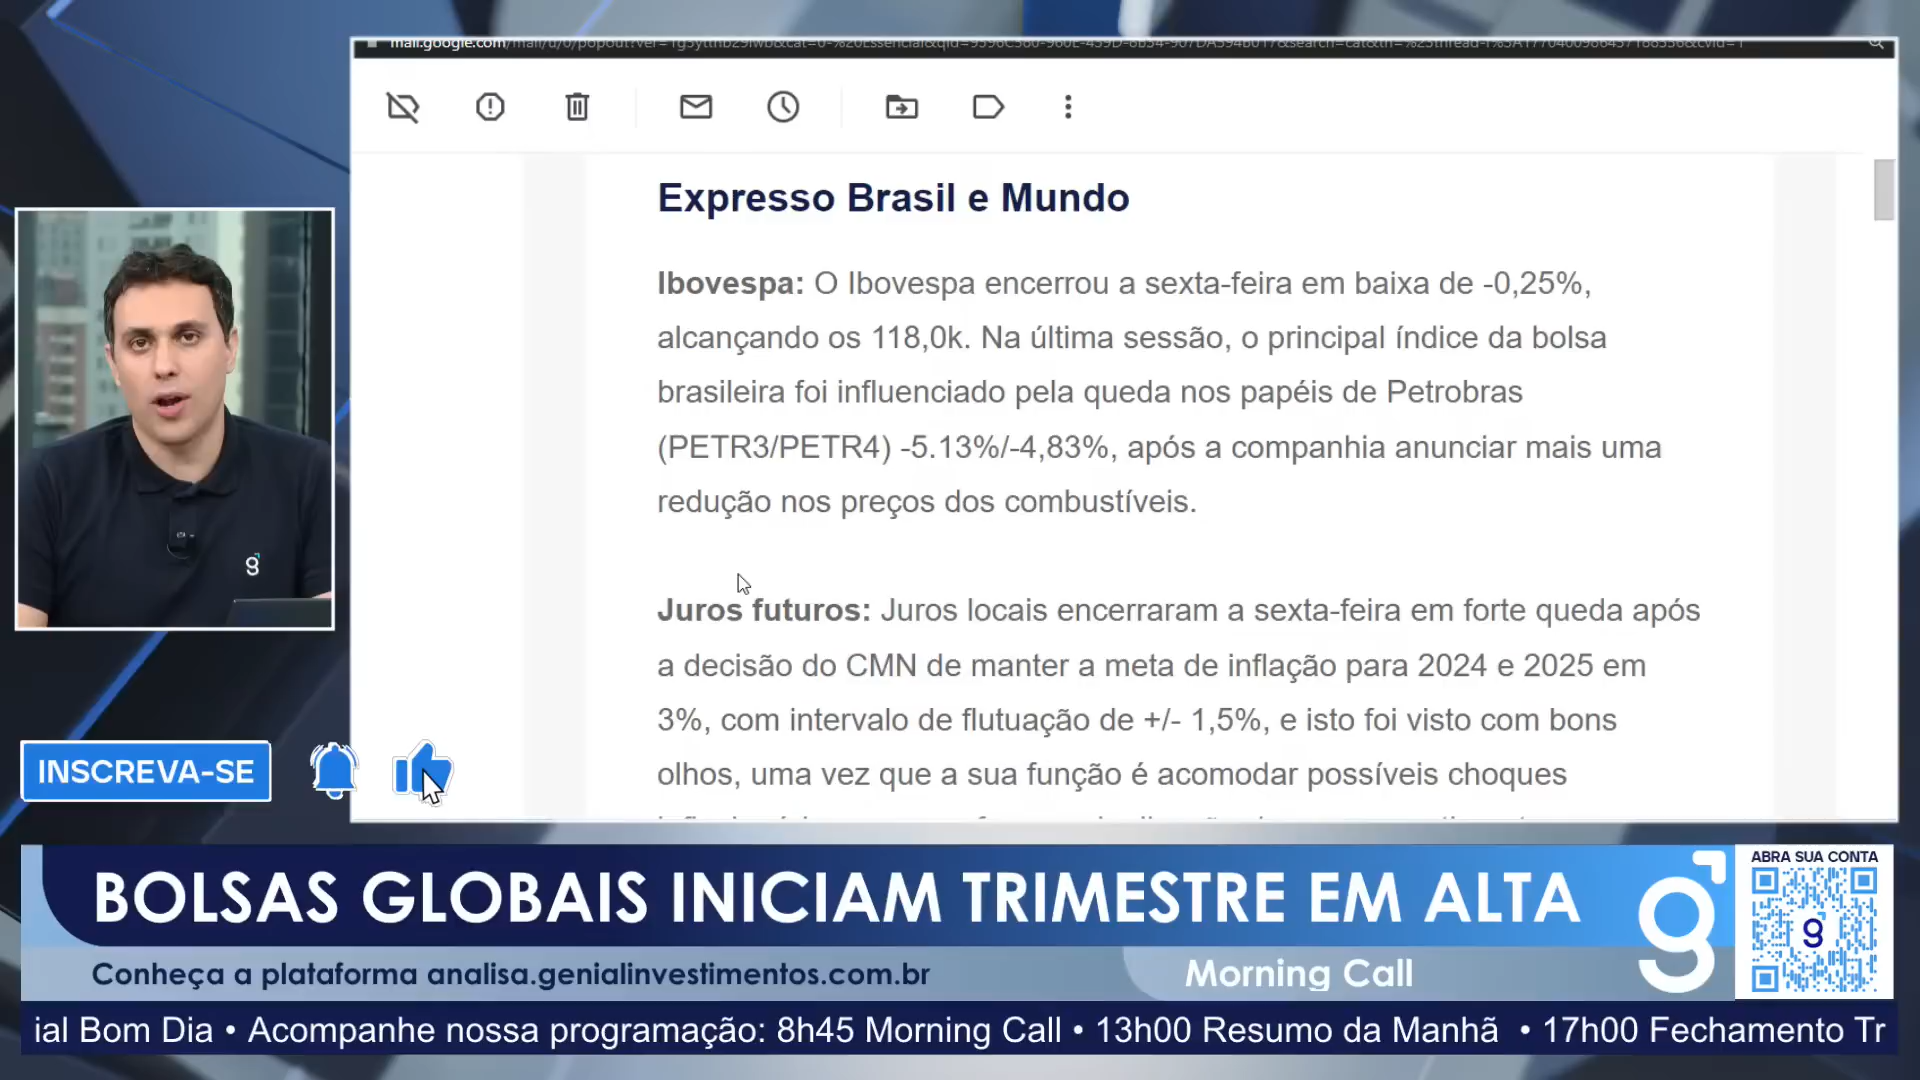 Expresso Brasil e Mundo
Ibovespa: O Ibovespa encerrou a sexta-feira em baixa de -0,25%,
alcançando os 118,0k. Na última sessão, o principal índice da bolsa
brasileira foi influenciado pela queda nos papéis de Petrobras
(PETR3/PETR4) -5.13%/-4,83%, após a companhia anunciar mais uma
redução nos preços dos combustíveis.
Juros futuros: Juros locais encerraram a sexta-feira em forte queda após
a decisão do CMN de manter a meta de inflação para 2024 e 2025 em
3%, com intervalo de flutuação de +/- 1,5%, e isto foi visto com bons
olhos, uma vez que a sua função é acomodar possíveis choques
g
INSCREVA-SE
BOLSAS GLOBAIS INICIAM TRIMESTRE EM ALTA
ABRA SUA CONTA
g
g
Conheça a plataforma analisa.genialinvestimentos.com.br
Morning Call
ial Bom Dia • Acompanhe nossa programação: 8h45 Morning Call • 13h00 Resumo da Manhã • 17h00 Fechamento Tr